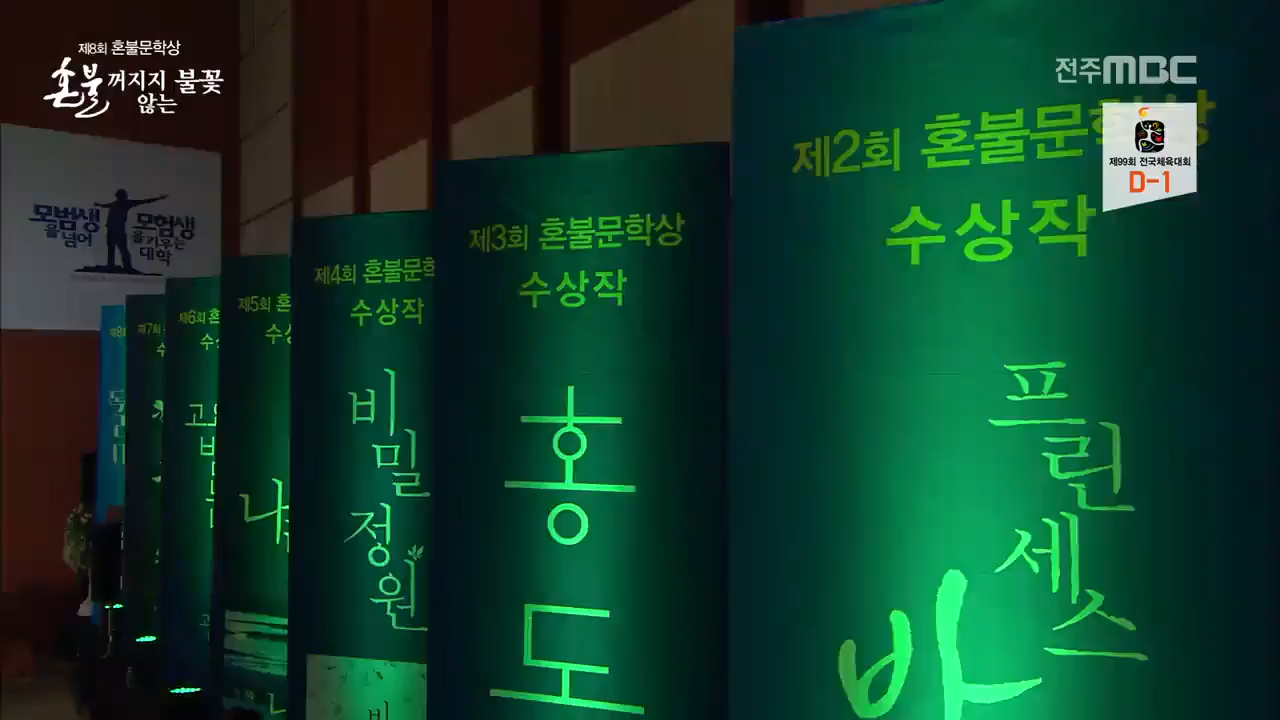 제8회 혼불문학상
혼불 꺼지지 않는 불꽃
전주MBC
제99회 전국체육대회
D-1
모범생을 넘어
모험생을 키우는 대학
제2회 혼불문학상
수상작
프린세스
바
제3회 혼불문학상
수상작
홍도
제4회 혼불문학
수상작
비밀정원
제5회 혼
수상
나
제6회
수
제7회
제8회